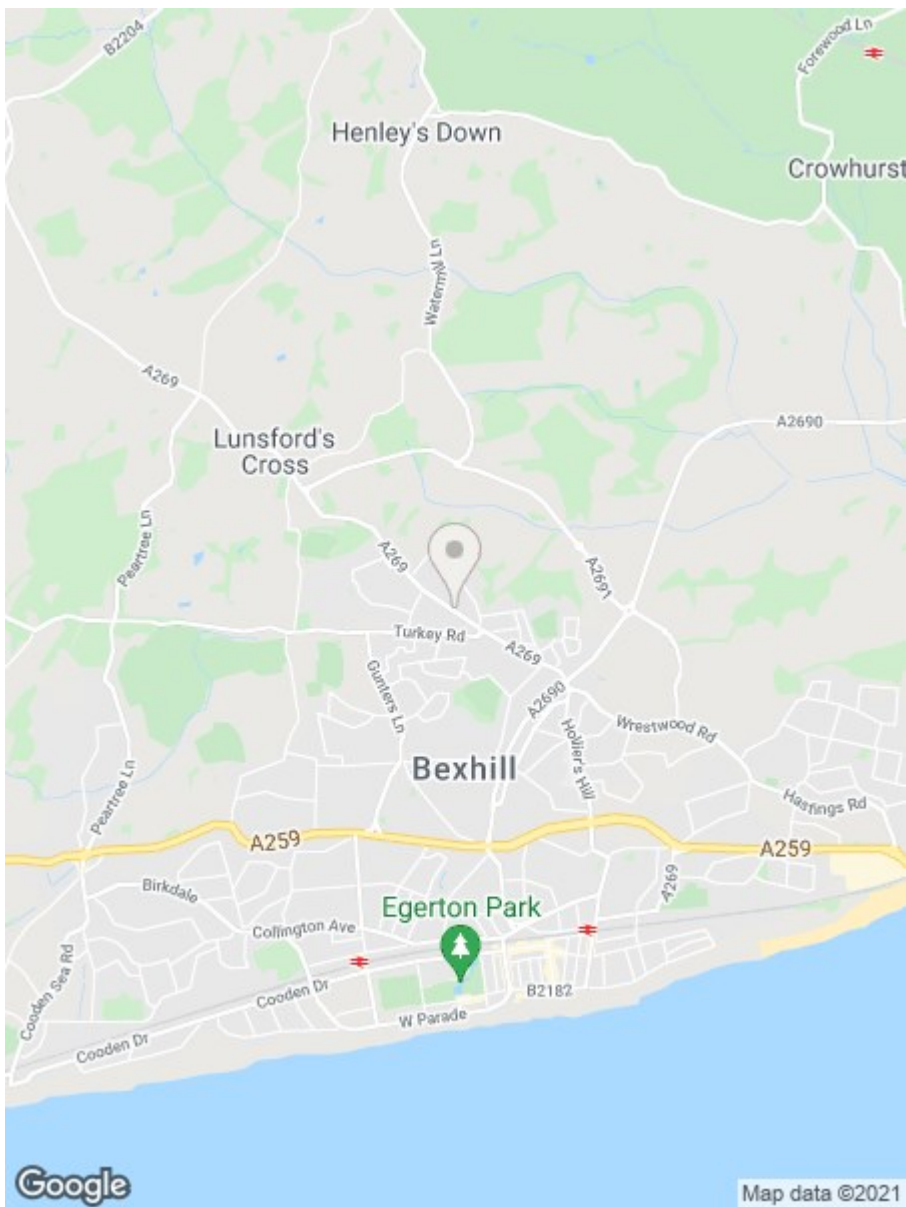 B2204
Forewood Ln
Henley's Down
Crowhurst
Watermill Ln
A269
A2690
Lunsford's
Cross
Peartree Ln
A269
A2691
Turkey Rd
A269
Gunters Ln
A2690
Wrestwood Rd
Hollier's Hill
Bexhill
Peartree Ln
Hastings Rd
A259
A259
A269
Birkdale
Egerton Park
Collington Ave
Cooden Sea Rd
Cooden Dr
B2182
W Parade
Cooden Dr
Google
Map data ©2021